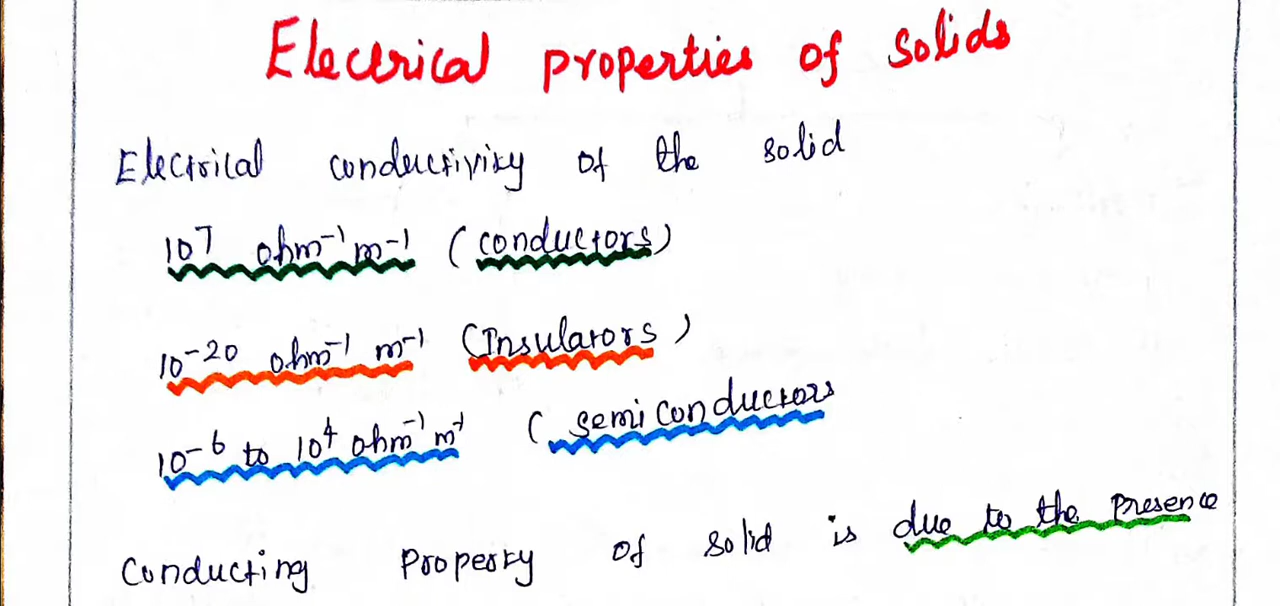 Electrical properties of solids
Electrical conductivity of the solid
10⁷ ohm⁻¹ m⁻¹ (conductors)
10⁻²⁰ ohm⁻¹ m⁻¹ (Insulators)
10⁻⁶ to 10⁴ ohm⁻¹ m⁻¹ (semiconductors
Conducting Property of solid is due to the presence